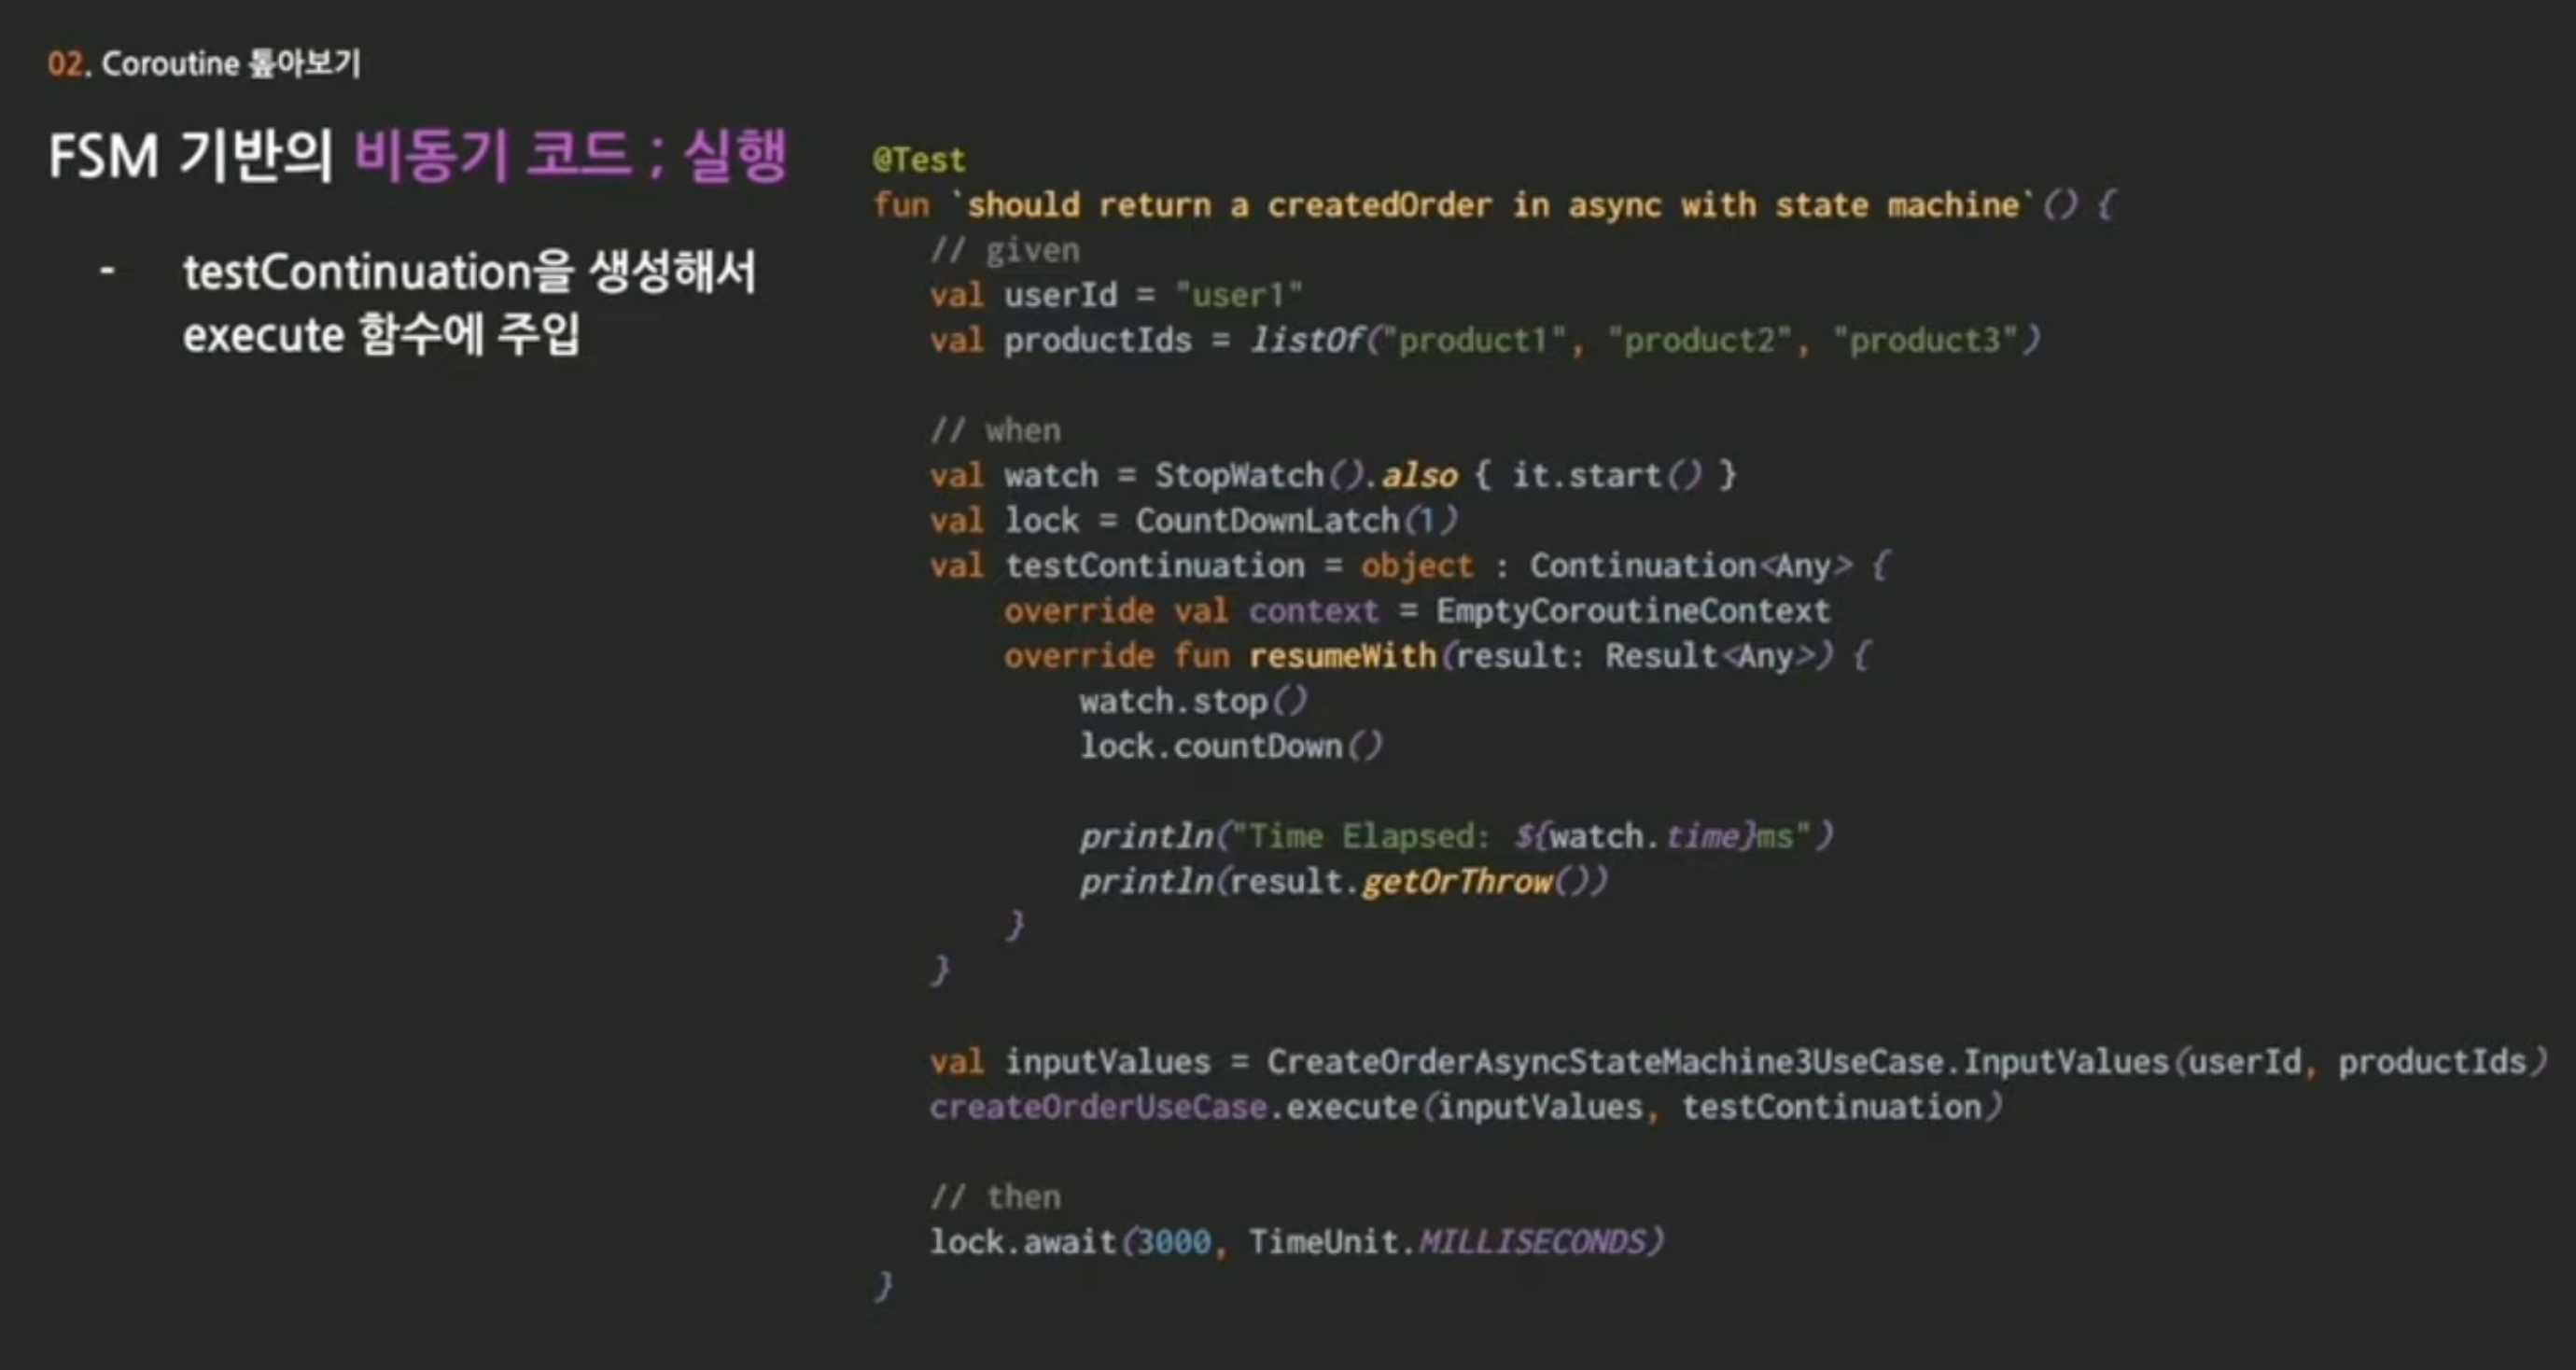 02. Coroutine 톺아보기
FSM 기반의 비동기 코드 ; 실행
- testContinuation을 생성해서
execute 함수에 주입
@Test
fun `should return a createdOrder in async with state machine`() {
// given
val userId = "user1"
val productIds = listOf("product1", "product2", "product3")
// when
val watch = StopWatch().also { it.start() }
val lock = CountDownLatch(1)
val testContinuation = object : Continuation<Any> {
override val context = EmptyCoroutineContext
override fun resumeWith(result: Result<Any>) {
watch.stop()
lock.countDown()
println("Time Elapsed: ${watch.time}ms")
println(result.getOrThrow())
}
}
val inputValues = CreateOrderAsyncStateMachine3UseCase.InputValues(userId, productIds)
createOrderUseCase.execute(inputValues, testContinuation)
// then
lock.await(3000, TimeUnit.MILLISECONDS)
}